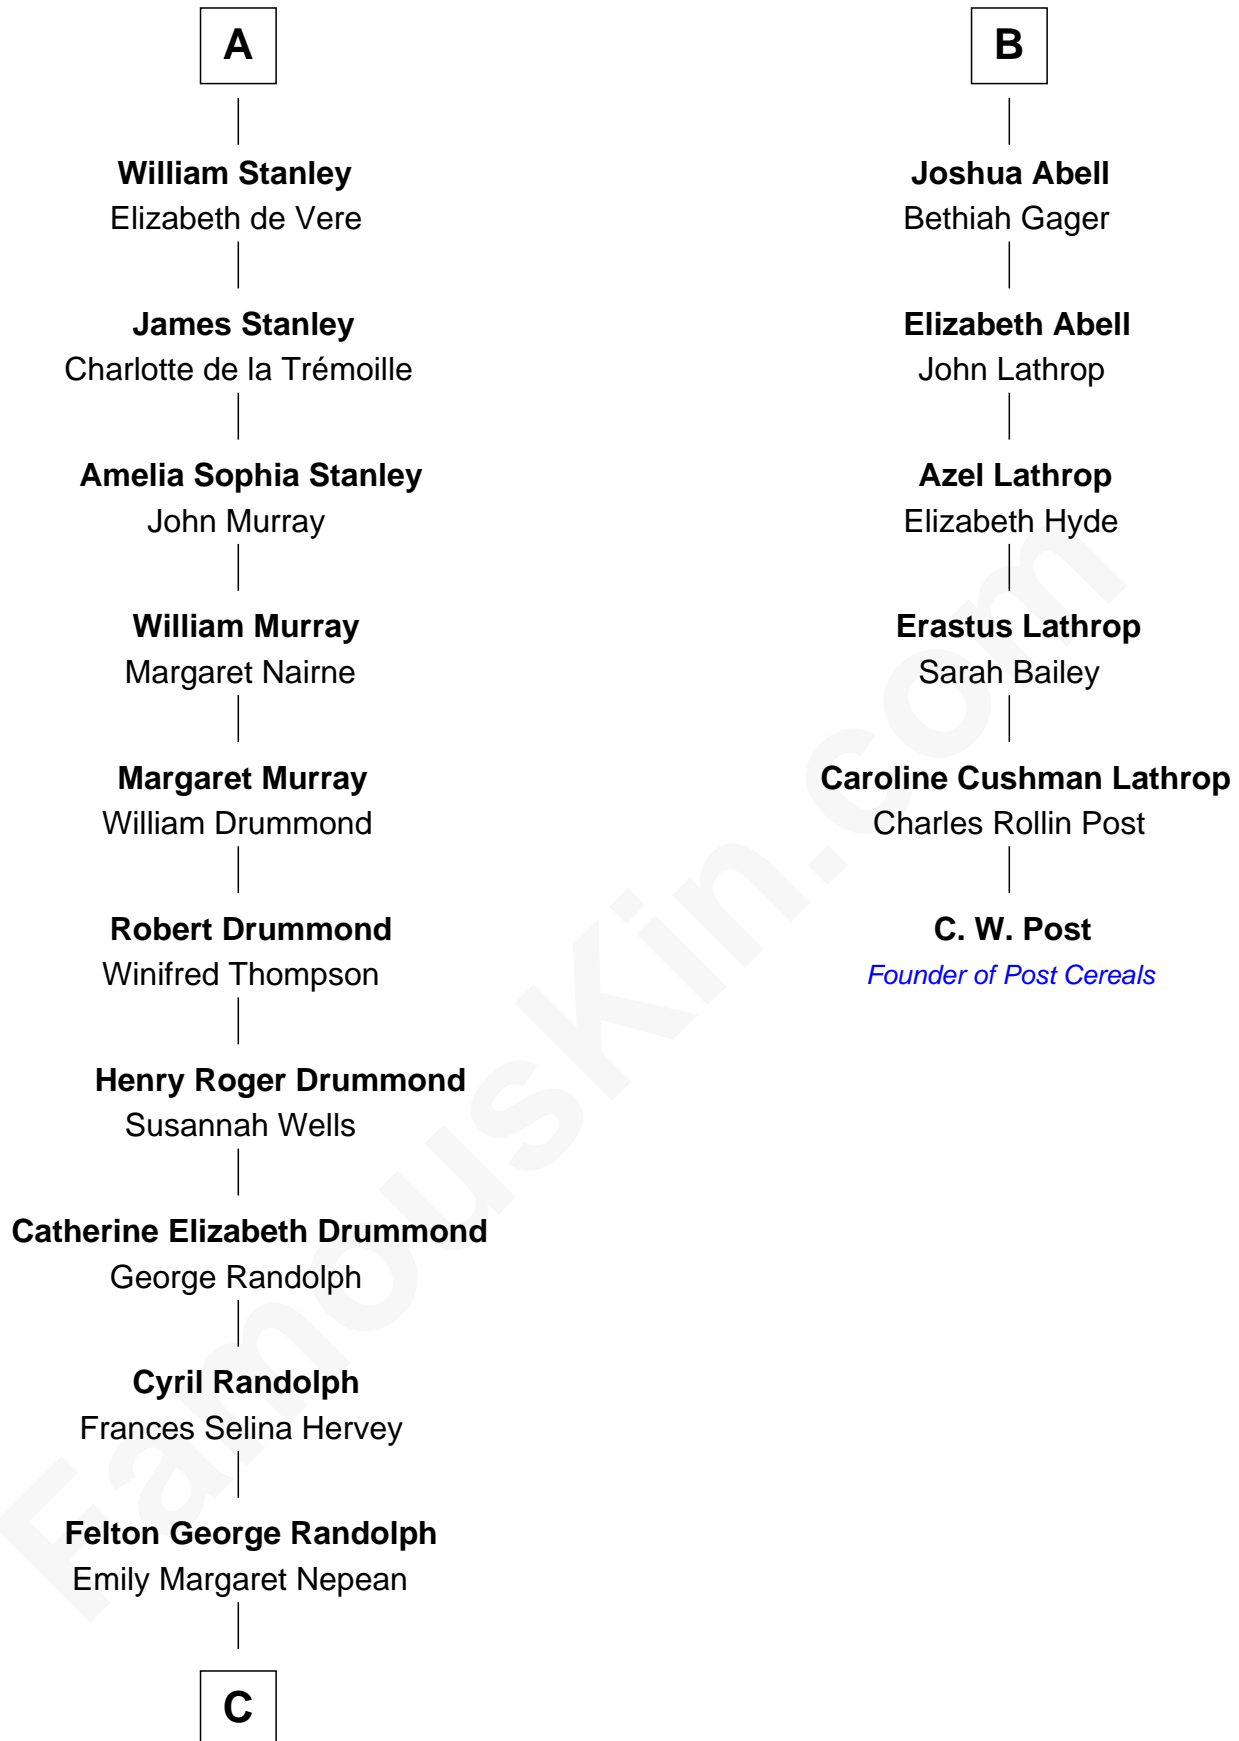 A
William Stanley
Elizabeth de Vere
James Stanley
Charlotte de la Trémoille
Amelia Sophia Stanley
John Murray
William Murray
Margaret Nairne
Margaret Murray
William Drummond
Robert Drummond
Winifred Thompson
Henry Roger Drummond
Susannah Wells
Catherine Elizabeth Drummond
George Randolph
Cyril Randolph
Frances Selina Hervey
Felton George Randolph
Emily Margaret Nepean
C
B
Joshua Abell
Bethiah Gager
Elizabeth Abell
John Lathrop
Azel Lathrop
Elizabeth Hyde
Erastus Lathrop
Sarah Bailey
Caroline Cushman Lathrop
Charles Rollin Post
C. W. Post
Founder of Post Cereals
FamousKin.com